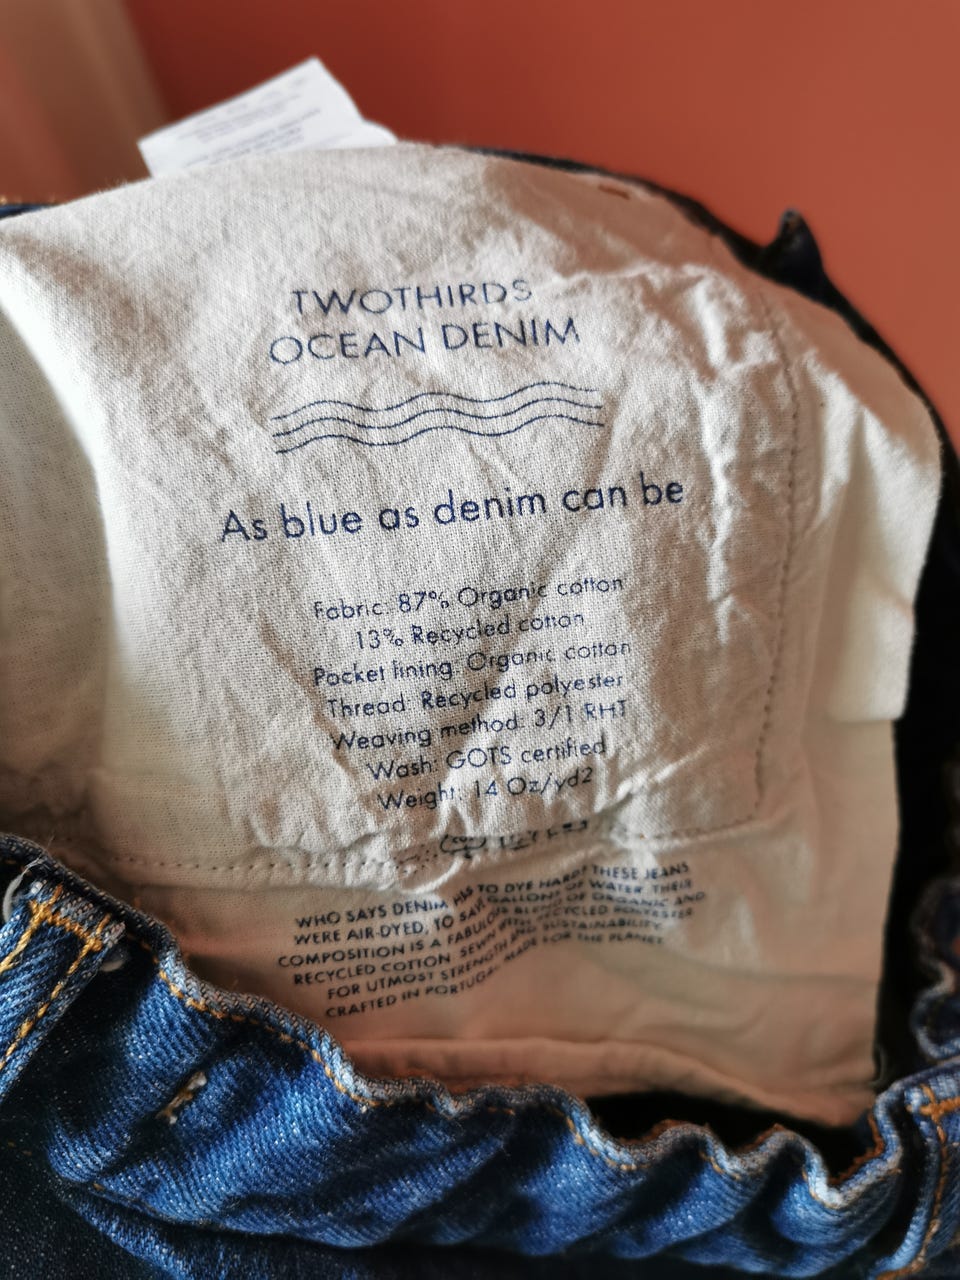 TWOTHIRDS
OCEAN DENIM
As blue as denim can be
Fabric: 87% Organic cotton
13% Recycled cotton
Pocket lining: Organic cotton
Thread: Recycled polyester
Weaving method: 3/1 RHT
Wash: GOTS certified
Weight: 14 Oz/yd2
WHO SAYS DENIM HAS TO DYE HARD? THESE JEANS
WERE AIR-DYED, TO SAVE GALLONS OF WATER. THEIR
COMPOSITION IS A FABULOUS BLEND OF ORGANIC AND
RECYCLED COTTON, SEWN WITH RECYCLED POLYESTER
FOR UTMOST STRENGTH AND SUSTAINABILITY.
CRAFTED IN PORTUGAL, MADE FOR THE PLANET.